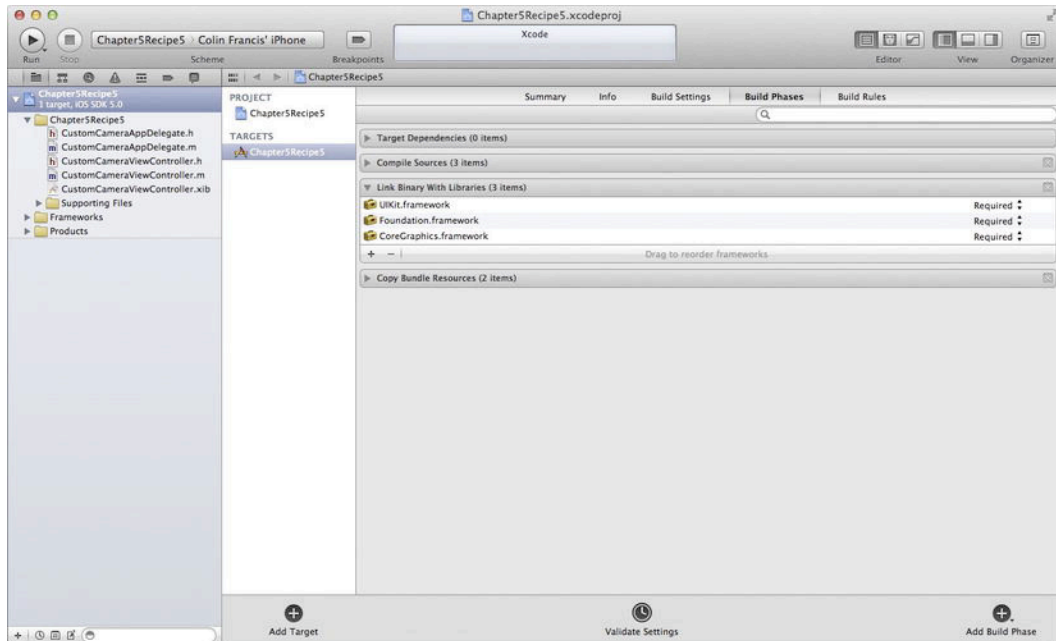 Chapter5Recipe5.xcodeproj
Chapter5Recipe5 Colin Francis' iPhone
Xcode
Run Stop Scheme Breakpoints Editor View Organizer
Chapter5Recipe5
Chapter5Recipe5
1 target, iOS SDK 5.0
Chapter5Recipe5
CustomCameraAppDelegate.h
CustomCameraAppDelegate.m
CustomCameraViewController.h
CustomCameraViewController.m
CustomCameraViewController.xib
Supporting Files
Frameworks
Products
PROJECT
Chapter5Recipe5
TARGETS
Chapter5Recipe5
Summary Info Build Settings Build Phases Build Rules
Target Dependencies (0 items)
Compile Sources (3 items)
Link Binary With Libraries (3 items)
UIKit.framework Required
Foundation.framework Required
CoreGraphics.framework Required
+ − Drag to reorder frameworks
Copy Bundle Resources (2 items)
Add Target Validate Settings Add Build Phase